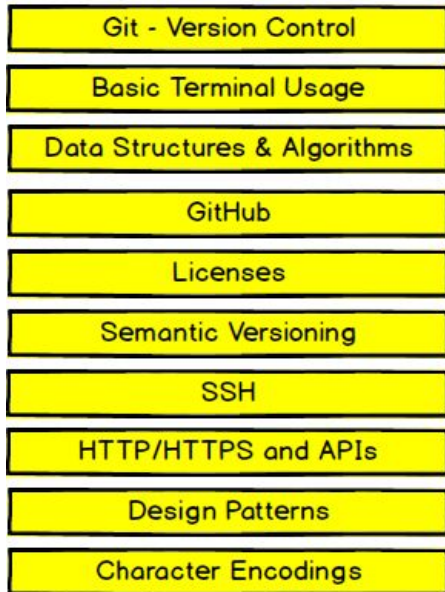 Git - Version Control
Basic Terminal Usage
Data Structures & Algorithms
GitHub
Licenses
Semantic Versioning
SSH
HTTP/HTTPS and APIs
Design Patterns
Character Encodings